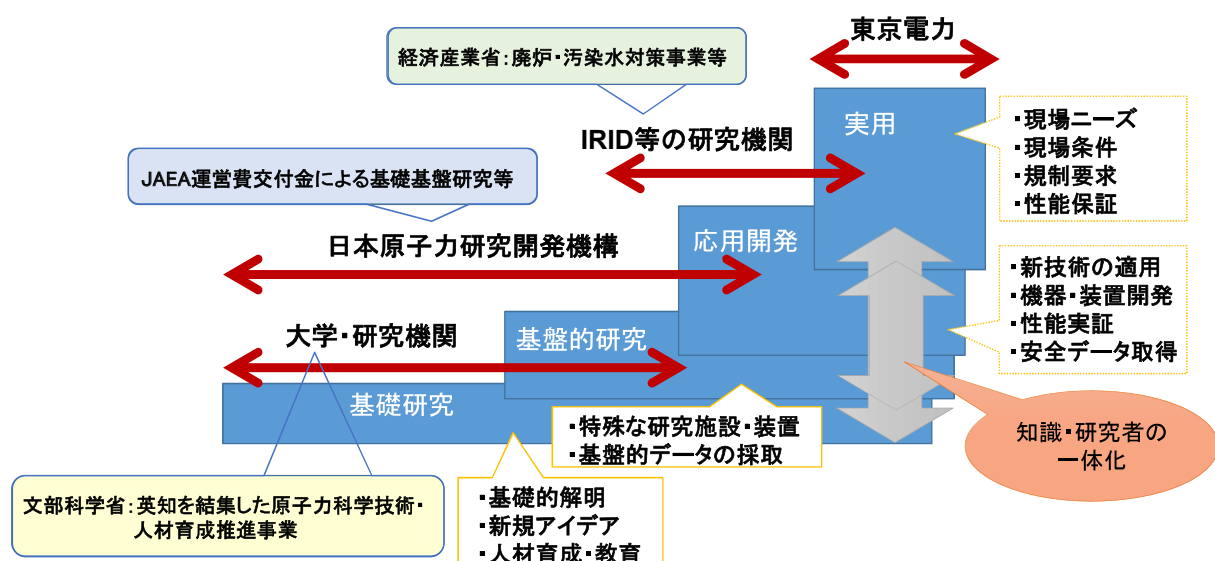 東京電力
経済産業省：廃炉・汚染水対策事業等
実用
・現場ニーズ
・現場条件
・規制要求
・性能保証
IRID等の研究機関
JAEA運営費交付金による基礎基盤研究等
日本原子力研究開発機構
応用開発
・新技術の適用
・機器・装置開発
・性能実証
・安全データ取得
大学・研究機関
基盤的研究
基礎研究
・特殊な研究施設・装置
・基盤的データの採取
知識・研究者の
一体化
文部科学省：英知を結集した原子力科学技術・
人材育成推進事業
・基礎的解明
・新規アイデア
・人材育成・教育